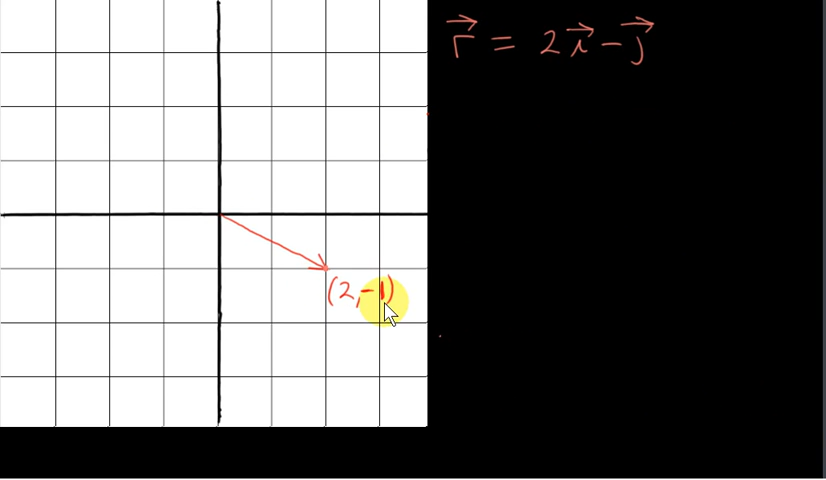 r⃗ = 2i⃗ - j⃗
(2,-1)